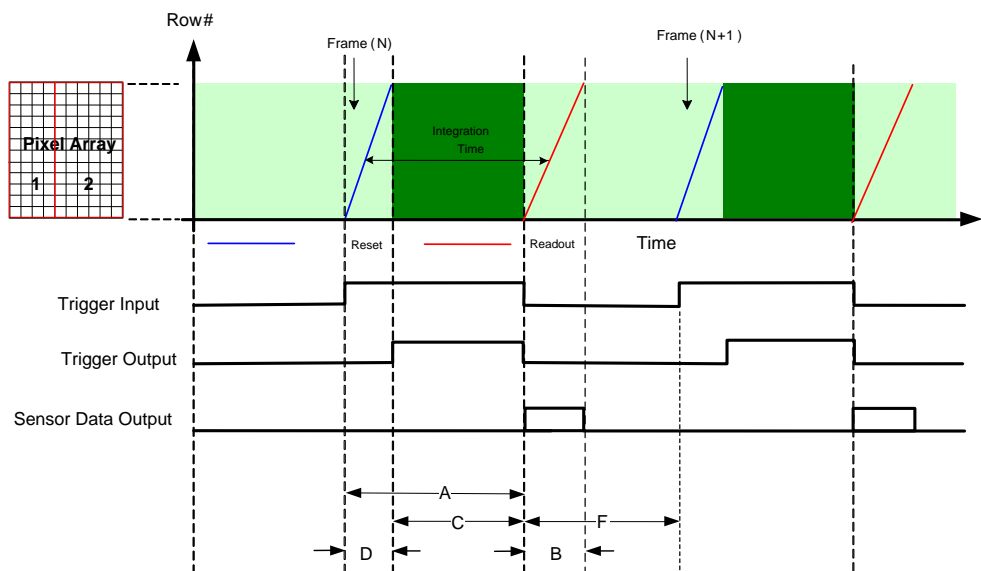 Row#
Frame (N)
Frame (N+1)
Integration
Time
Pixel Array
1 2
Reset
Readout
Time
Trigger Input
Trigger Output
Sensor Data Output
A
C
F
D
B